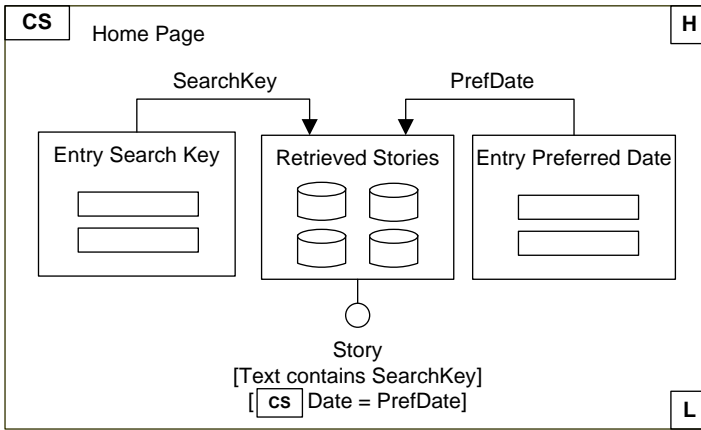 CS
Home Page
H
SearchKey
PrefDate
Entry Search Key
Retrieved Stories
Entry Preferred Date
Story
[Text contains SearchKey]
[ CS Date = PrefDate]
L